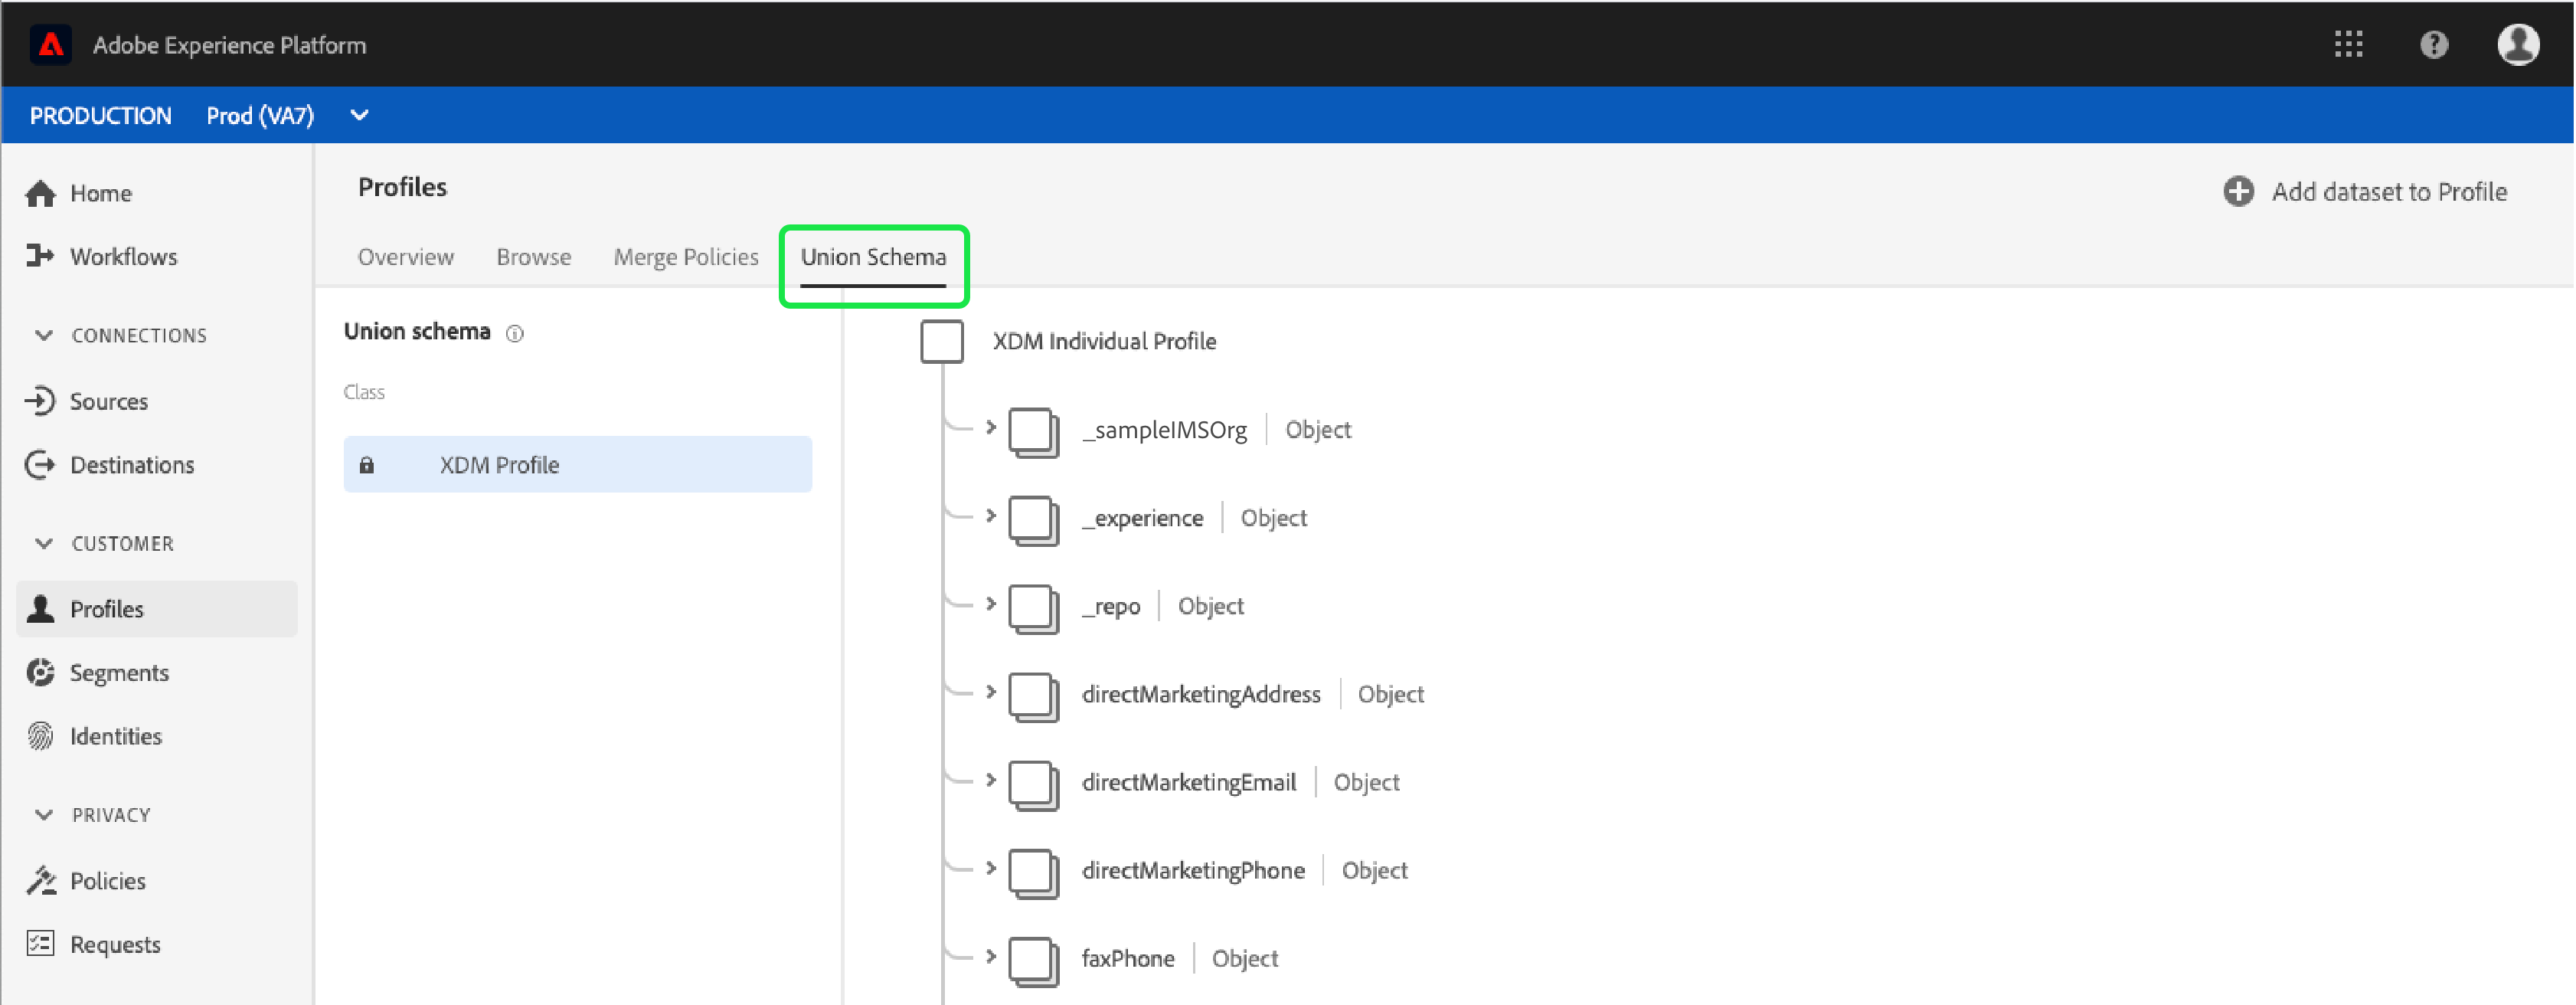 Adobe Experience Platform
PRODUCTION Prod (VA7)
Home
Workflows
CONNECTIONS
Sources
Destinations
CUSTOMER
Profiles
Segments
Identities
PRIVACY
Policies
Requests
Profiles
Add dataset to Profile
Overview Browse Merge Policies Union Schema
Union schema
Class
XDM Profile
XDM Individual Profile
_sampleIMSOrg Object
_experience Object
_repo Object
directMarketingAddress Object
directMarketingEmail Object
directMarketingPhone Object
faxPhone Object